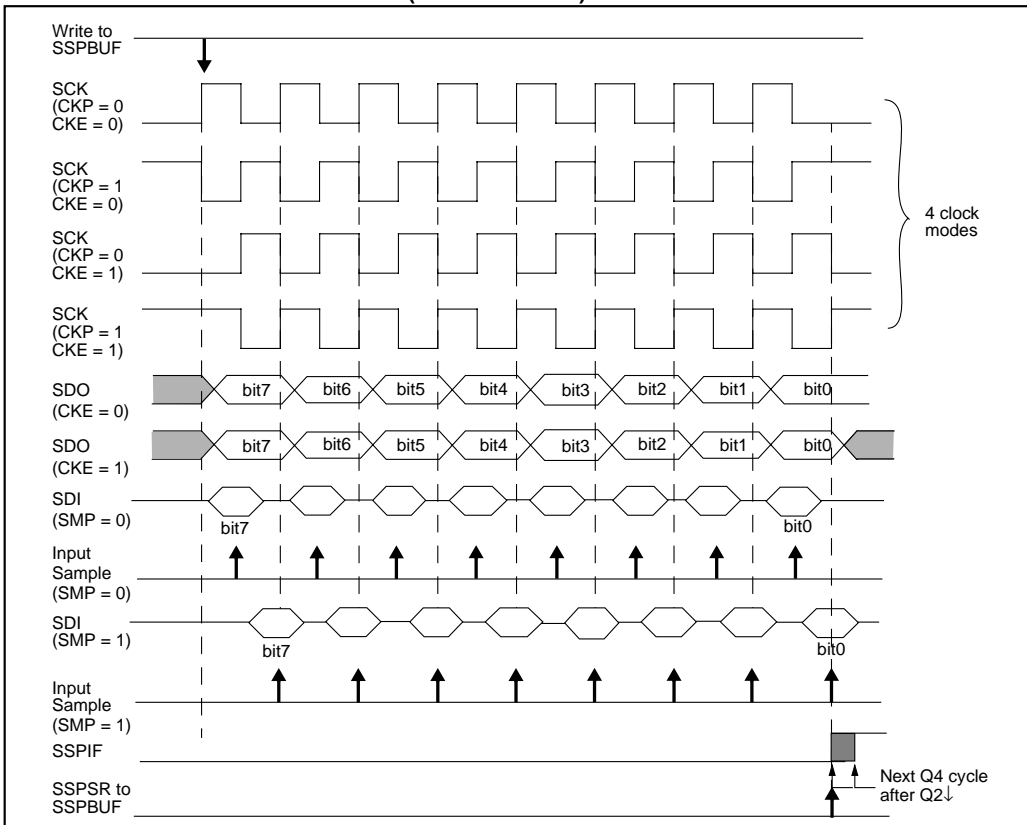 Write to
SSPBUF
SCK
(CKP = 0
CKE = 0)
SCK
(CKP = 1
CKE = 0)
4 clock
modes
SCK
(CKP = 0
CKE = 1)
SCK
(CKP = 1
CKE = 1)
SDO
(CKE = 0)
bit7 bit6 bit5 bit4 bit3 bit2 bit1 bit0
SDO
(CKE = 1)
bit7 bit6 bit5 bit4 bit3 bit2 bit1 bit0
SDI
(SMP = 0)
bit7 bit0
Input
Sample
(SMP = 0)
SDI
(SMP = 1)
bit7 bit0
Input
Sample
(SMP = 1)
SSPIF
Next Q4 cycle
after Q2↓
SSPSR to
SSPBUF